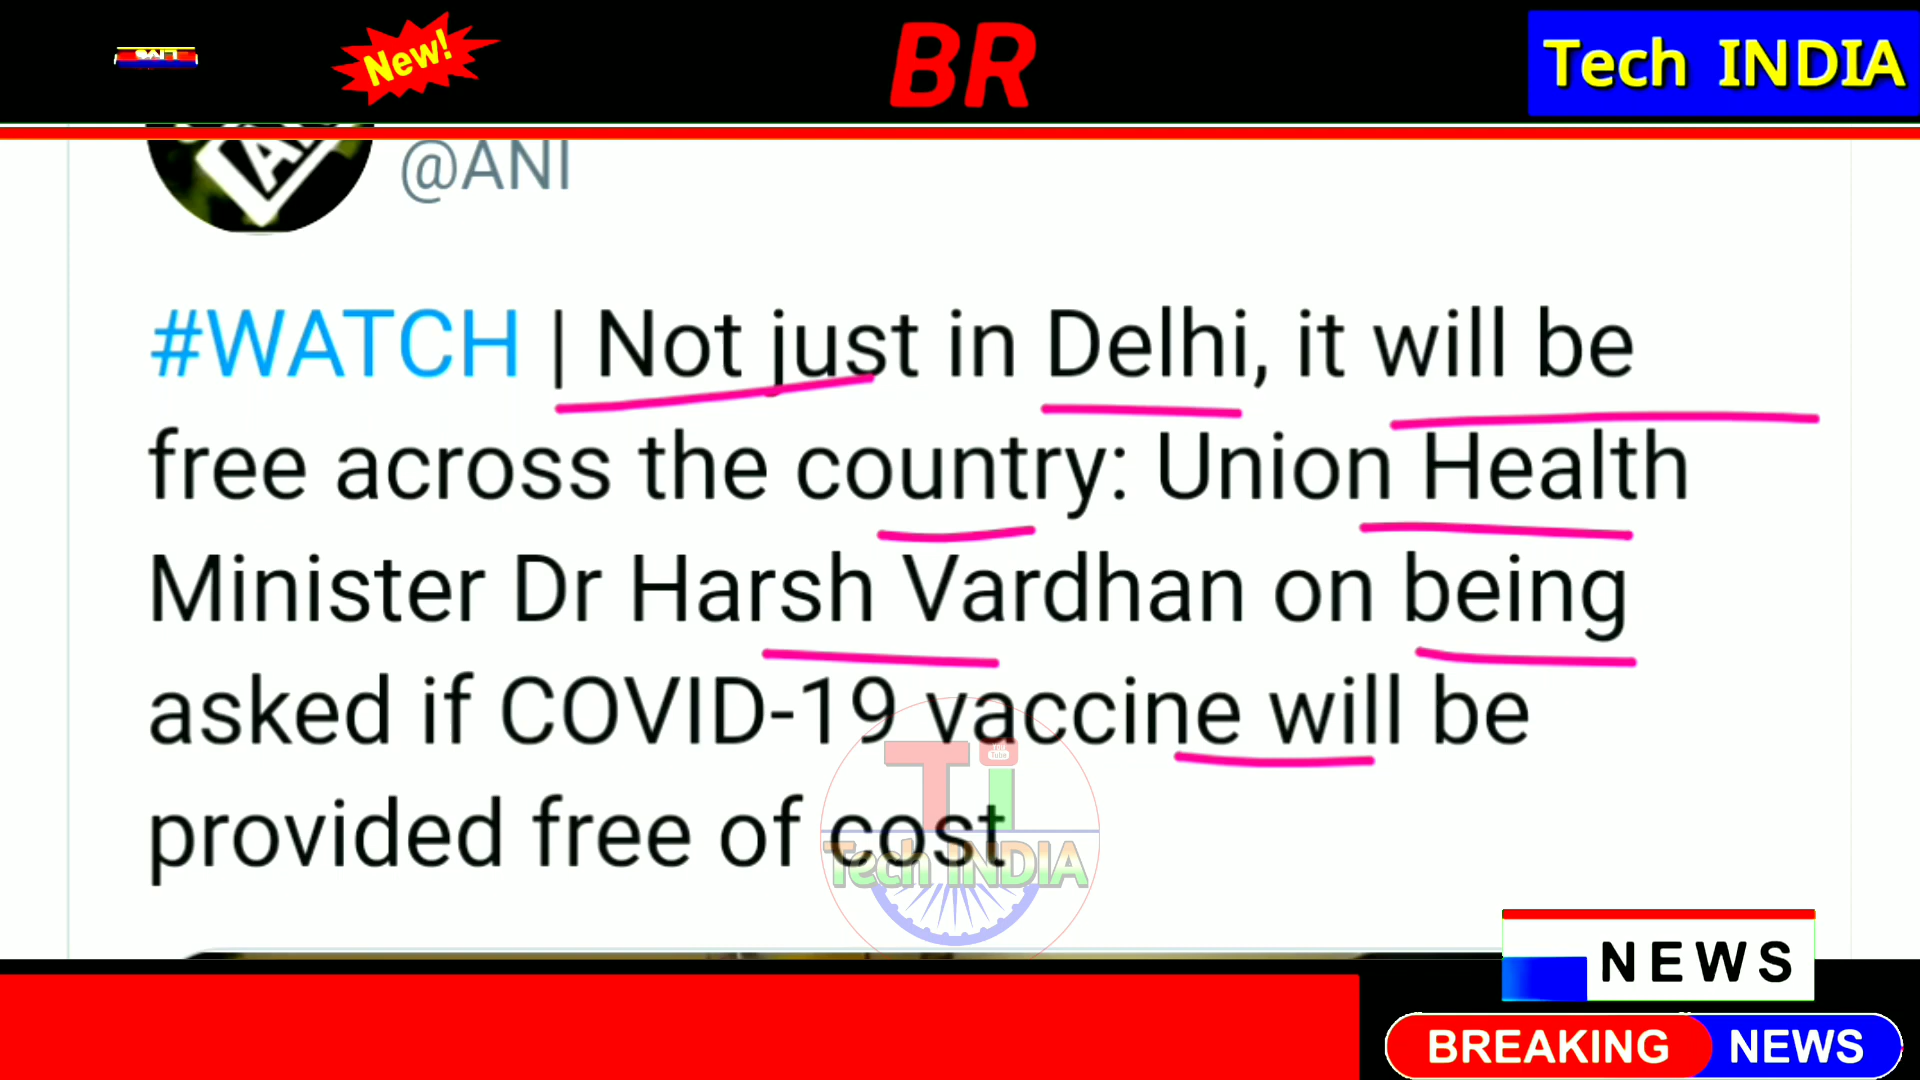 New!
BR
Tech INDIA
@ANI
#WATCH | Not just in Delhi, it will be
free across the country: Union Health
Minister Dr Harsh Vardhan on being
asked if COVID-19 vaccine will be
provided free of cost
Ti
Tech INDIA
NEWS
BREAKING NEWS